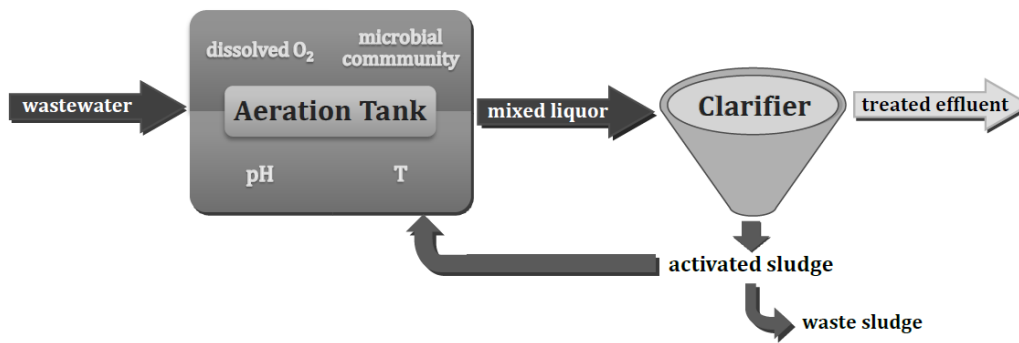 dissolved O₂
microbial
commmunity
wastewater
Aeration Tank
mixed liquor
Clarifier
treated effluent
pH
T
activated sludge
waste sludge